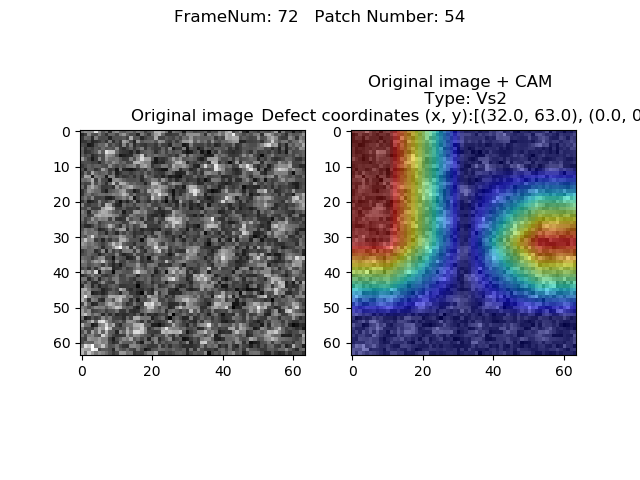 FrameNum: 72   Patch Number: 54
Original image + CAM
Type: Vs2
Original image Defect coordinates (x, y):[(32.0, 63.0), (0.0, 0
0
10
20
30
40
50
60
0 20 40 60
0
10
20
30
40
50
60
0 20 40 60